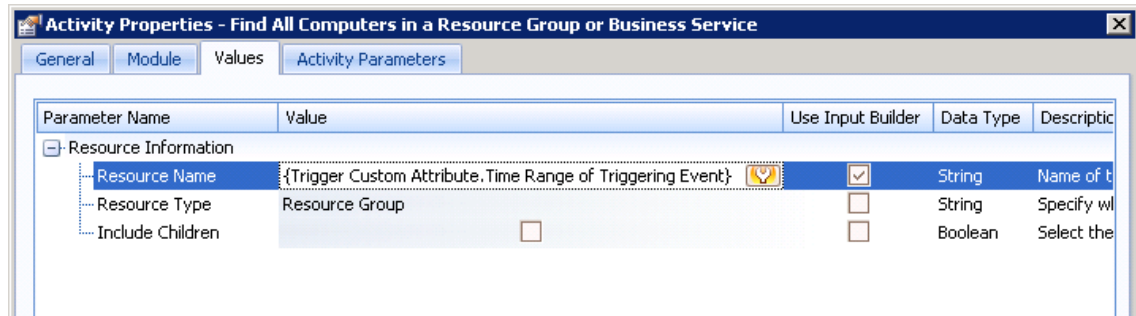 Activity Properties - Find All Computers in a Resource Group or Business Service
General Module Values Activity Parameters
Parameter Name Value Use Input Builder Data Type Descriptic
Resource Information
Resource Name {Trigger Custom Attribute.Time Range of Triggering Event} String Name of t
Resource Type Resource Group String Specify wl
Include Children Boolean Select the